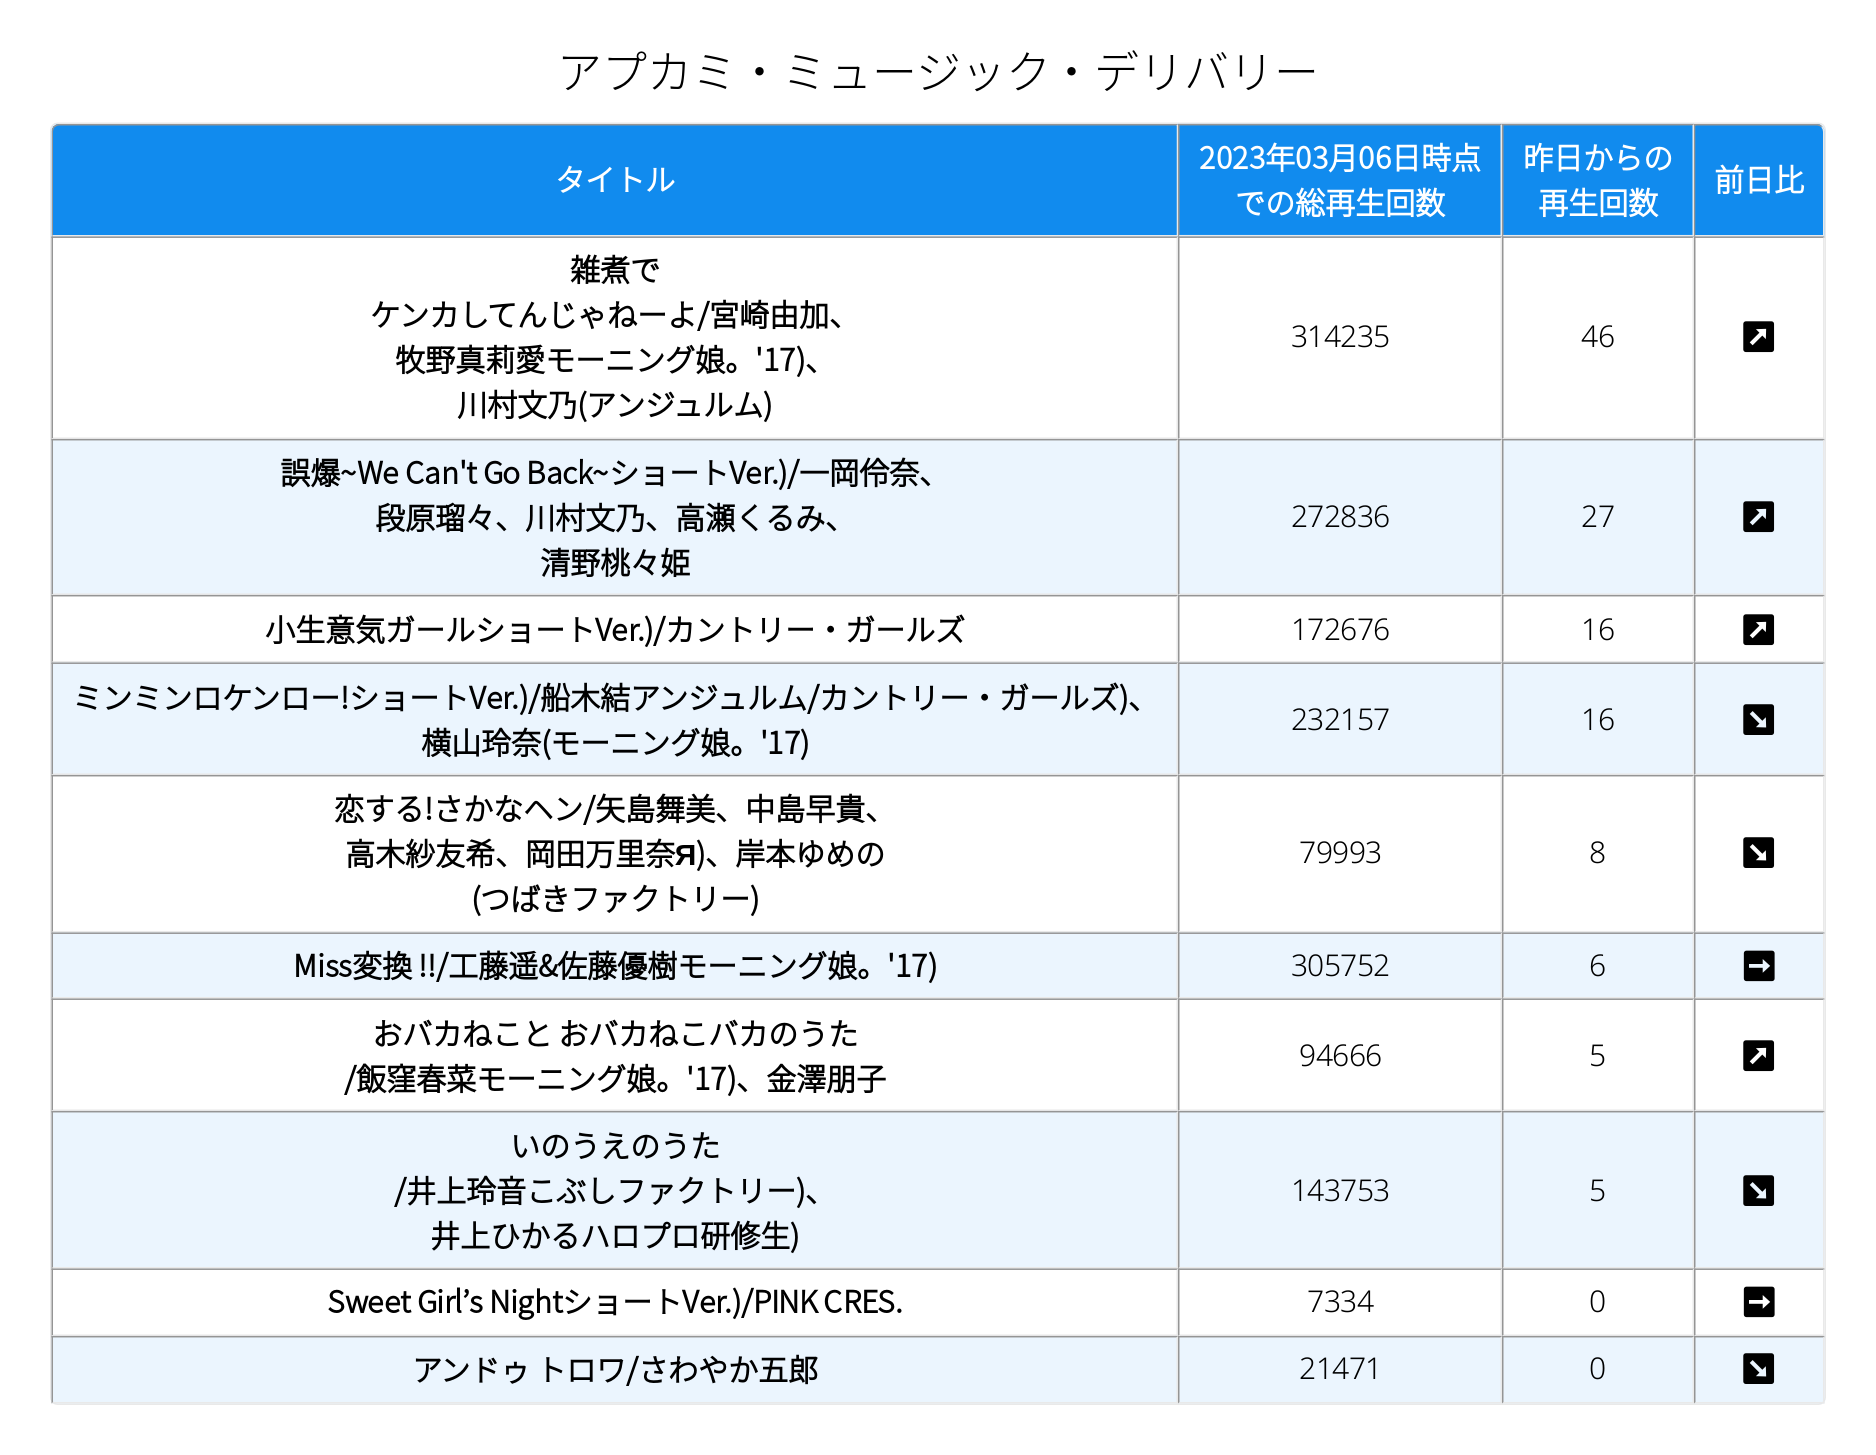 アプカミ・ミュージック・デリバリー
タイトル
2023年03月06日時点
での総再生回数
昨日からの
再生回数
前日比
雑煮で
ケンカしてんじゃねーよ/宮崎由加、
牧野真莉愛モーニング娘。'17)、
川村文乃(アンジュルム)
314235
46
誤爆~We Can't Go Back~ショートVer.)/一岡伶奈、
段原瑠々、川村文乃、高瀬くるみ、
清野桃々姫
272836
27
小生意気ガールショートVer.)/カントリー・ガールズ
172676
16
ミンミンロケンロー!ショートVer.)/船木結アンジュルム/カントリー・ガールズ)、
横山玲奈(モーニング娘。'17)
232157
16
恋する!さかなヘン/矢島舞美、中島早貴、
高木紗友希、岡田万里奈Я)、岸本ゆめの
(つばきファクトリー)
79993
8
Miss変換 !!/工藤遥&佐藤優樹モーニング娘。'17)
305752
6
おバカねこと おバカねこバカのうた
/飯窪春菜モーニング娘。'17)、金澤朋子
94666
5
いのうえのうた
/井上玲音こぶしファクトリー)、
井上ひかるハロプロ研修生)
143753
5
Sweet Girl’s NightショートVer.)/PINK CRES.
7334
0
アンドゥ トロワ/さわやか五郎
21471
0